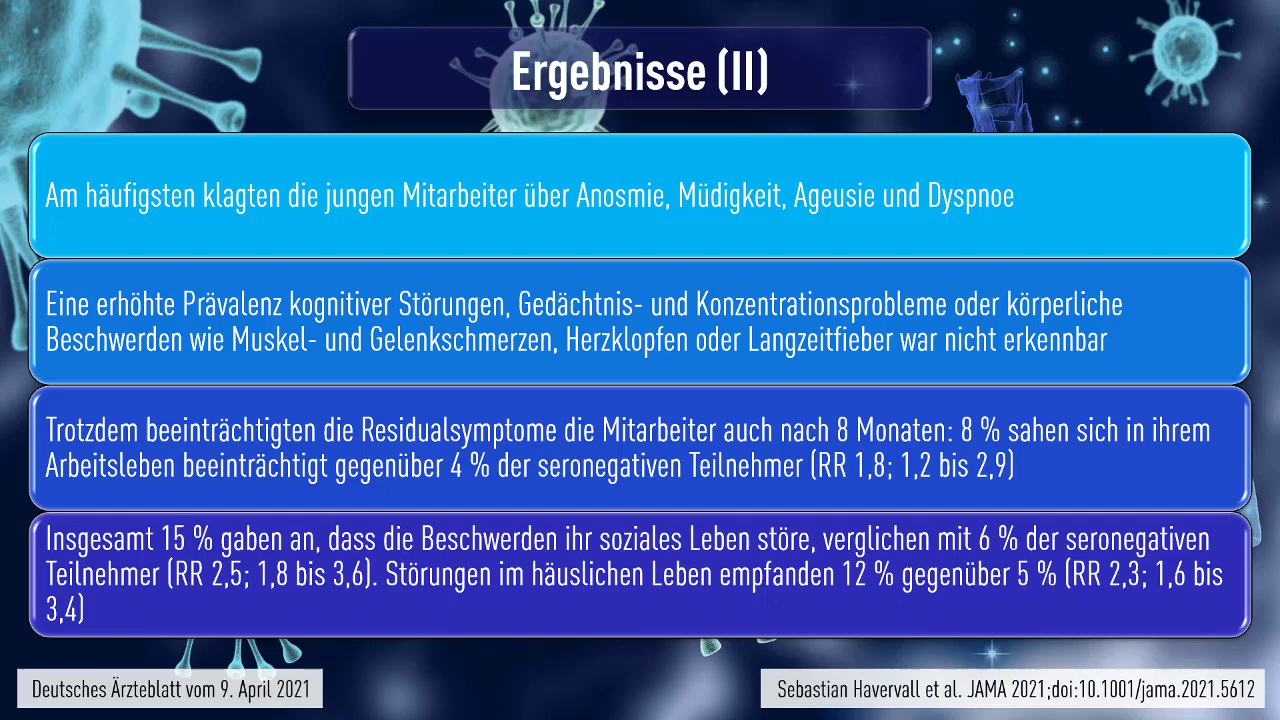 Ergebnisse (II)
Am häufigsten klagten die jungen Mitarbeiter über Anosmie, Müdigkeit, Ageusie und Dyspnoe
Eine erhöhte Prävalenz kognitiver Störungen, Gedächtnis- und Konzentrationsprobleme oder körperliche
Beschwerden wie Muskel- und Gelenkschmerzen, Herzklopfen oder Langzeitfieber war nicht erkennbar
Trotzdem beeinträchtigten die Residualsymptome die Mitarbeiter auch nach 8 Monaten: 8 % sahen sich in ihrem
Arbeitsleben beeinträchtigt gegenüber 4 % der seronegativen Teilnehmer (RR 1,8; 1,2 bis 2,9)
Insgesamt 15 % gaben an, dass die Beschwerden ihr soziales Leben störe, verglichen mit 6 % der seronegativen
Teilnehmer (RR 2,5; 1,8 bis 3,6). Störungen im häuslichen Leben empfanden 12 % gegenüber 5 % (RR 2,3; 1,6 bis
3,4)
Deutsches Ärzteblatt vom 9. April 2021
Sebastian Havervall et al. JAMA 2021;doi:10.1001/jama.2021.5612